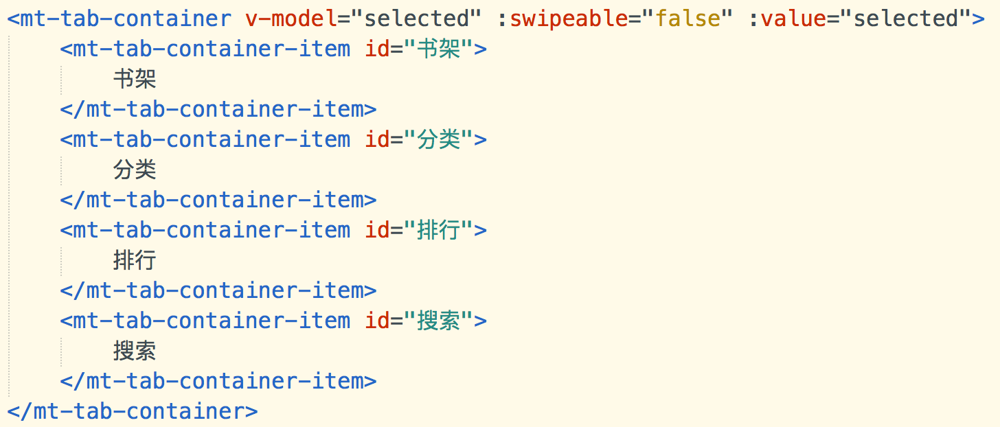 <mt-tab-container v-model="selected" :swipeable="false" :value="selected">
<mt-tab-container-item id="书架">
书架
</mt-tab-container-item>
<mt-tab-container-item id="分类">
分类
</mt-tab-container-item>
<mt-tab-container-item id="排行">
排行
</mt-tab-container-item>
<mt-tab-container-item id="搜索">
搜索
</mt-tab-container-item>
</mt-tab-container>